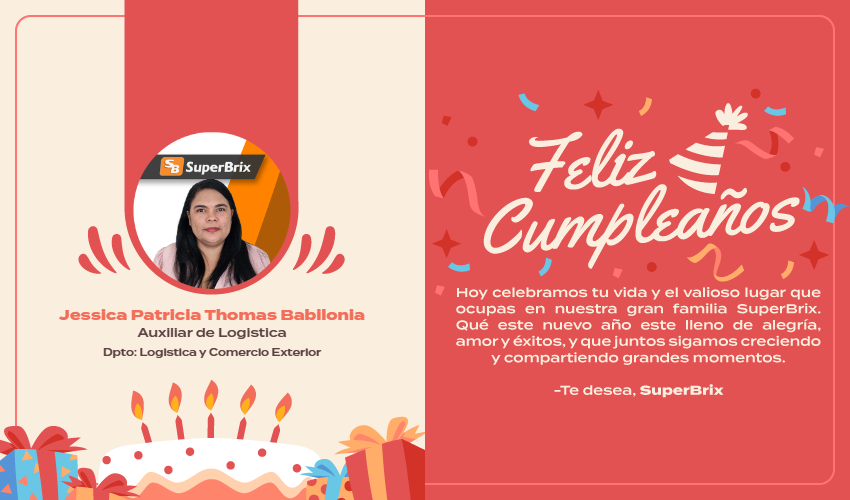 SB SuperBrix
Jessica Patricia Thomas Babilonia
Auxiliar de Logistica
Dpto: Logistica y Comercio Exterior
Feliz
Cumpleaños
Hoy celebramos tu vida y el valioso lugar que
ocupas en nuestra gran familia SuperBrix.
Qué este nuevo año este lleno de alegría,
amor y éxitos, y que juntos sigamos creciendo
y compartiendo grandes momentos.
-Te desea, SuperBrix